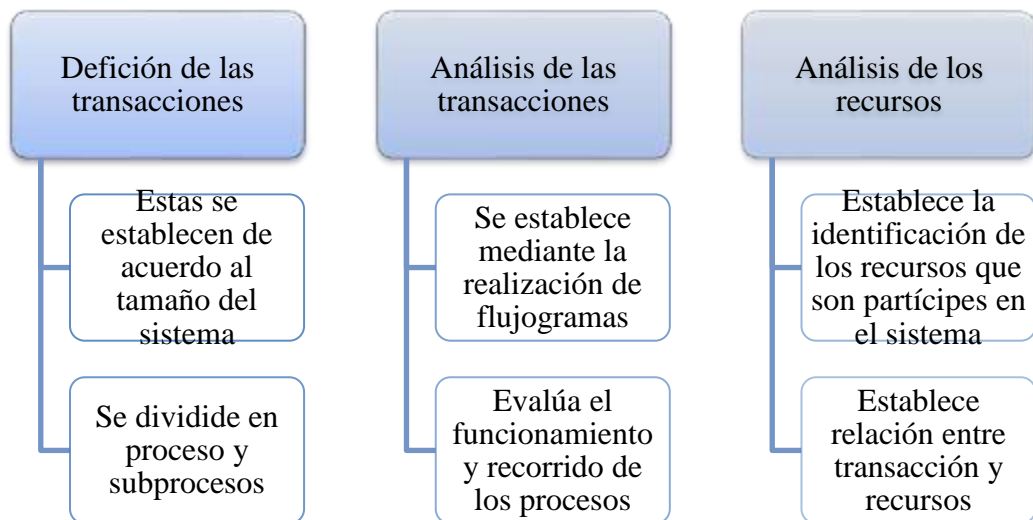 Defición de las
transacciones
Estas se
establecen de
acuerdo al
tamaño del
sistema
Se dividide en
proceso y
subprocesos
Análisis de las
transacciones
Se establece
mediante la
realización de
flujogramas
Evalúa el
funcionamiento
y recorrido de
los procesos
Análisis de los
recursos
Establece la
identificación de
los recursos que
son partícipes en
el sistema
Establece
relación entre
transacción y
recursos